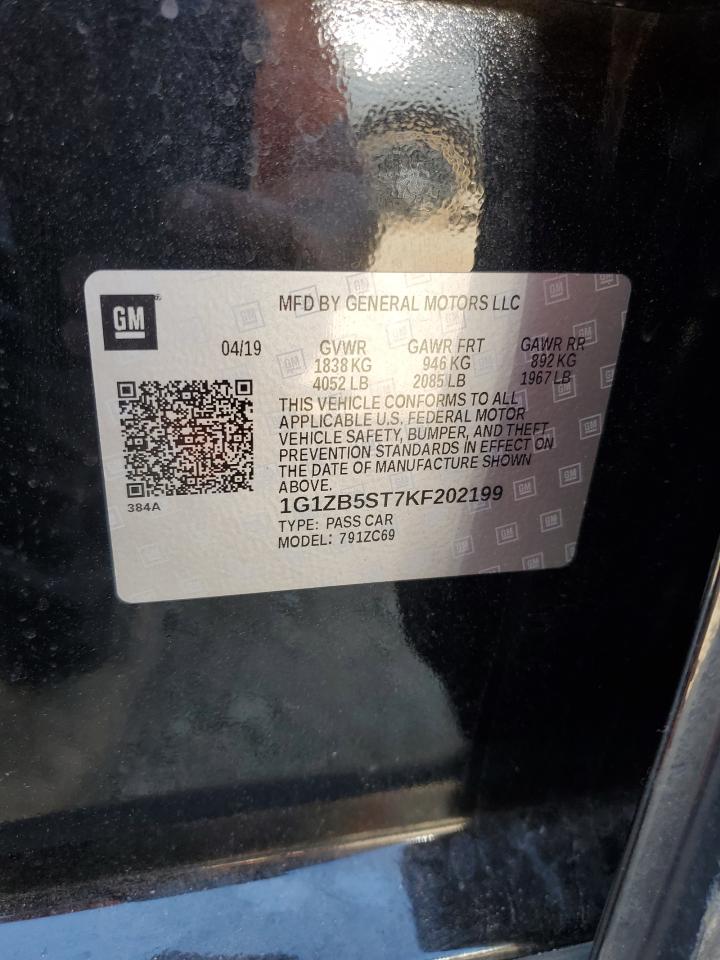 GM
MFD BY GENERAL MOTORS LLC
04/19 GVWR GAWR FRT GAWR RR
1838 KG 946 KG 892 KG
4052 LB 2085 LB 1967 LB
THIS VEHICLE CONFORMS TO ALL
APPLICABLE U.S. FEDERAL MOTOR
VEHICLE SAFETY, BUMPER, AND THEFT
PREVENTION STANDARDS IN EFFECT ON
THE DATE OF MANUFACTURE SHOWN
ABOVE.
384A
1G1ZB5ST7KF202199
TYPE: PASS CAR
MODEL: 791ZC69